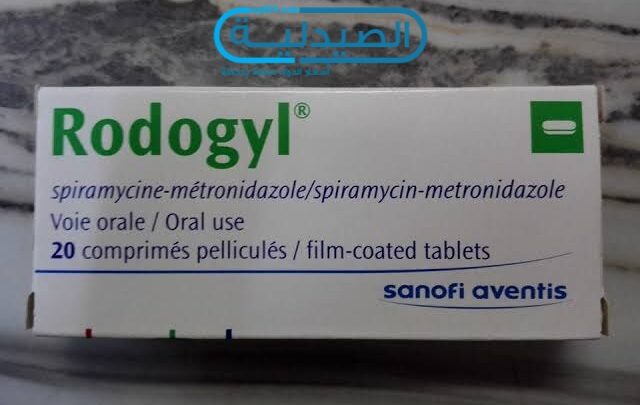 الصيدلية
Rodogyl®
spiramycine-métronidazole/spiramycin-metronidazole
Voie orale / Oral use
20 comprimés pelliculés / film-coated tablets
sanofi aventis